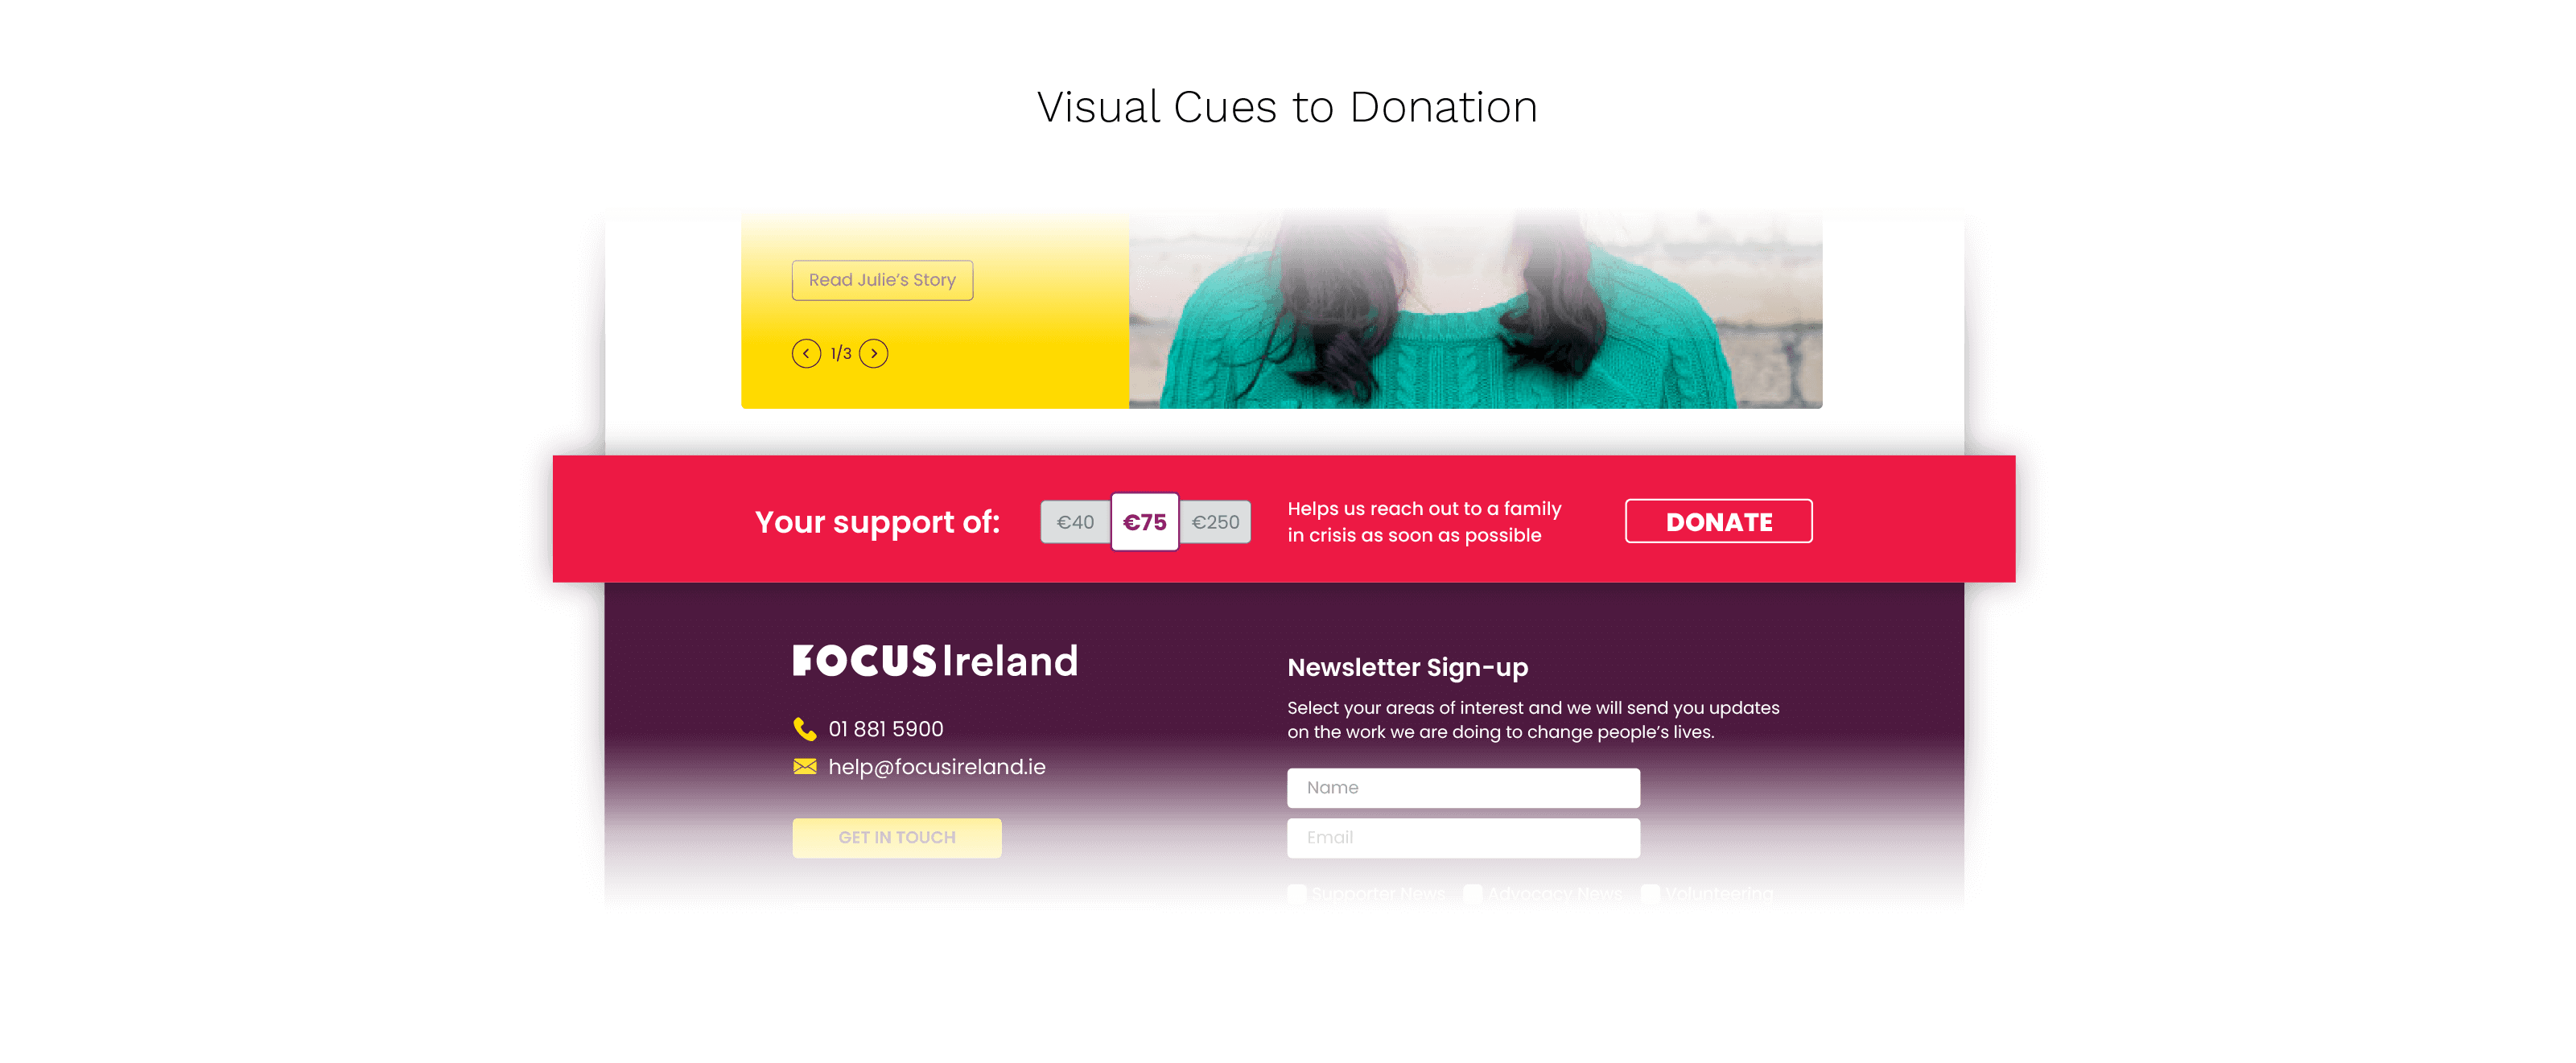 Visual Cues to Donation
Read Julie's Story
1/3
Your support of:
€40
€75
€250
Helps us reach out to a family
in crisis as soon as possible
DONATE
FOCUS Ireland
01 881 5900
help@focusireland.ie
GET IN TOUCH
Newsletter Sign-up
Select your areas of interest and we will send you updates
on the work we are doing to change people's lives.
Name
Email
Supporter News
Advocacy News
Volunteering